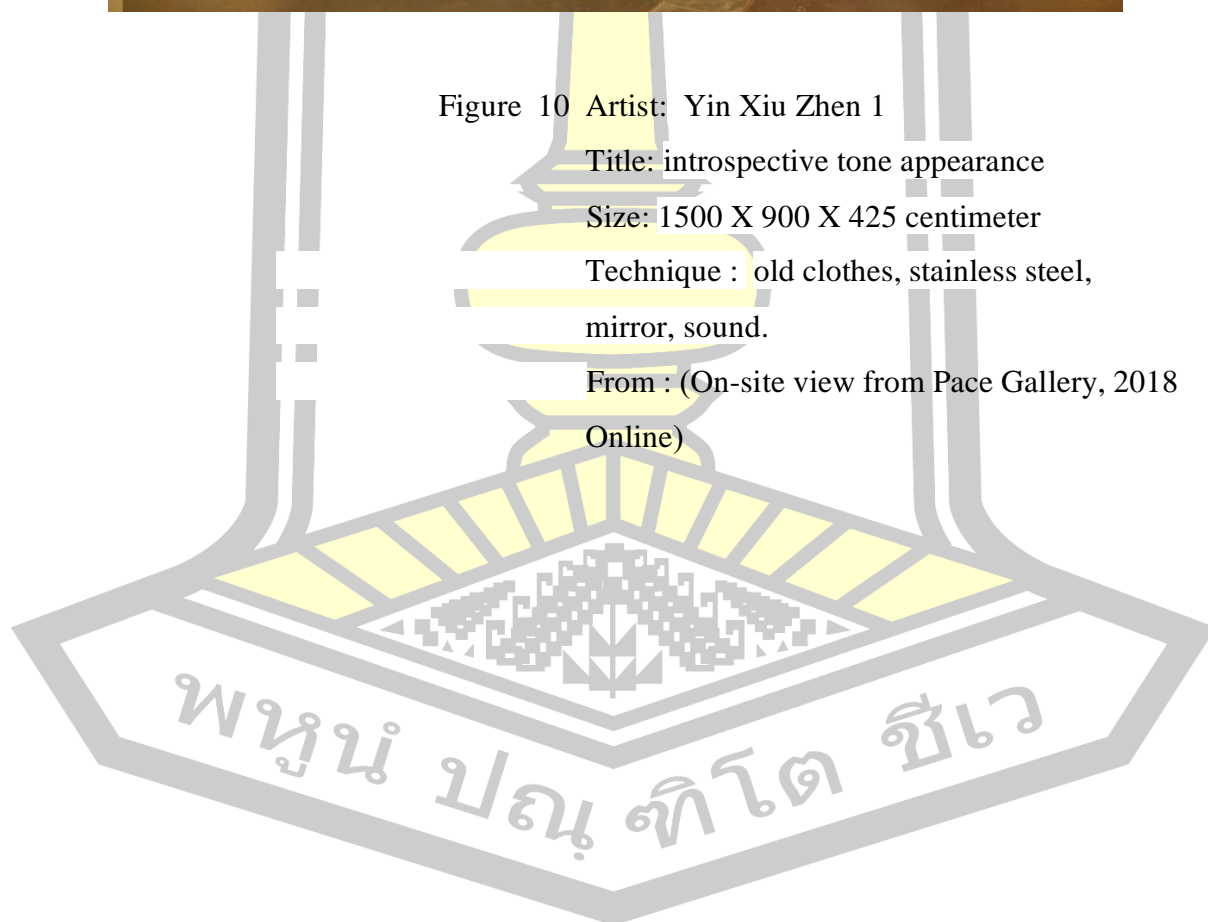 Figure 10 Artist: Yin Xiu Zhen 1
Title: introspective tone appearance
Size: 1500 X 900 X 425 centimeter
Technique : old clothes, stainless steel,
mirror, sound.
From : (On-site view from Pace Gallery, 2018
Online)
พหูนํ ปณฺฑิโต ชีเว